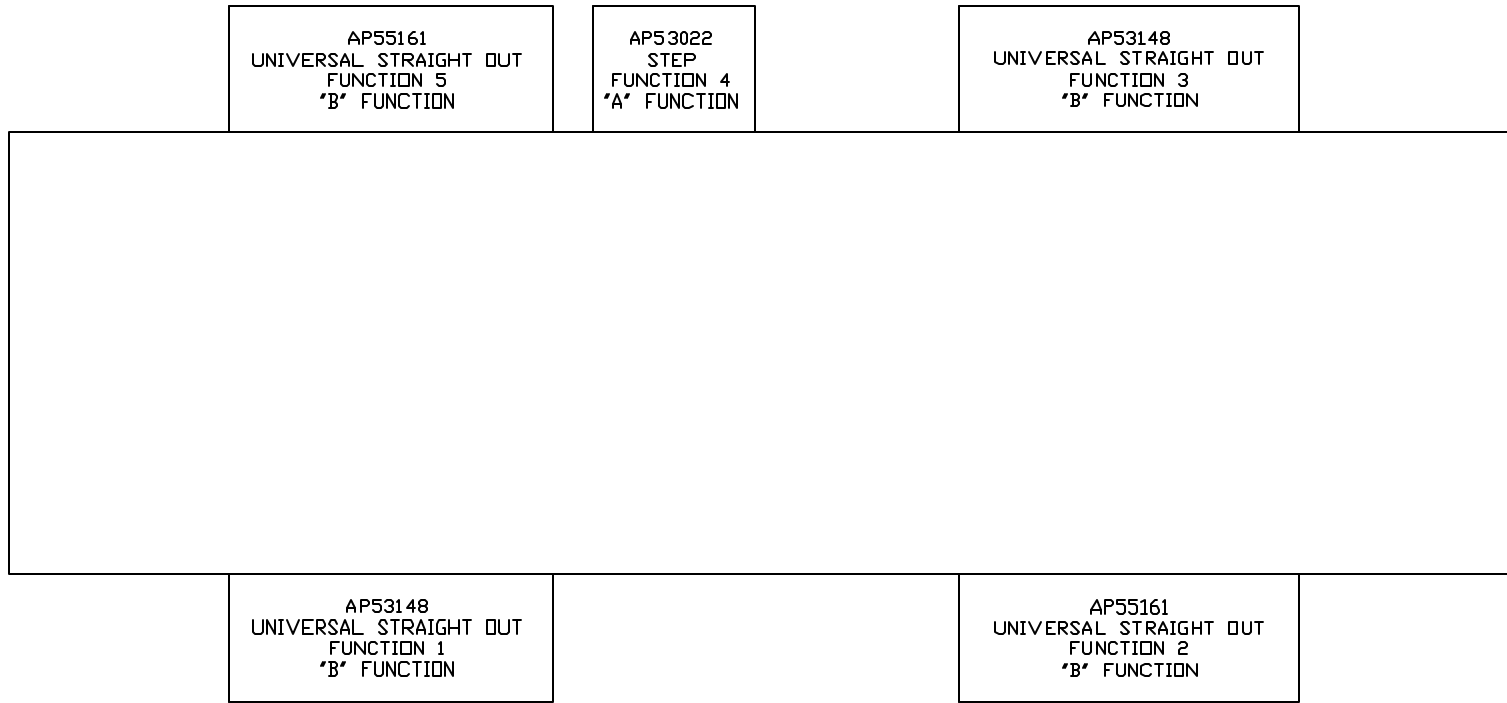 AP55161
UNIVERSAL STRAIGHT OUT
FUNCTION 5
"B" FUNCTION
AP53022
STEP
FUNCTION 4
"A" FUNCTION
AP53148
UNIVERSAL STRAIGHT OUT
FUNCTION 3
"B" FUNCTION
AP53148
UNIVERSAL STRAIGHT OUT
FUNCTION 1
"B" FUNCTION
AP55161
UNIVERSAL STRAIGHT OUT
FUNCTION 2
"B" FUNCTION